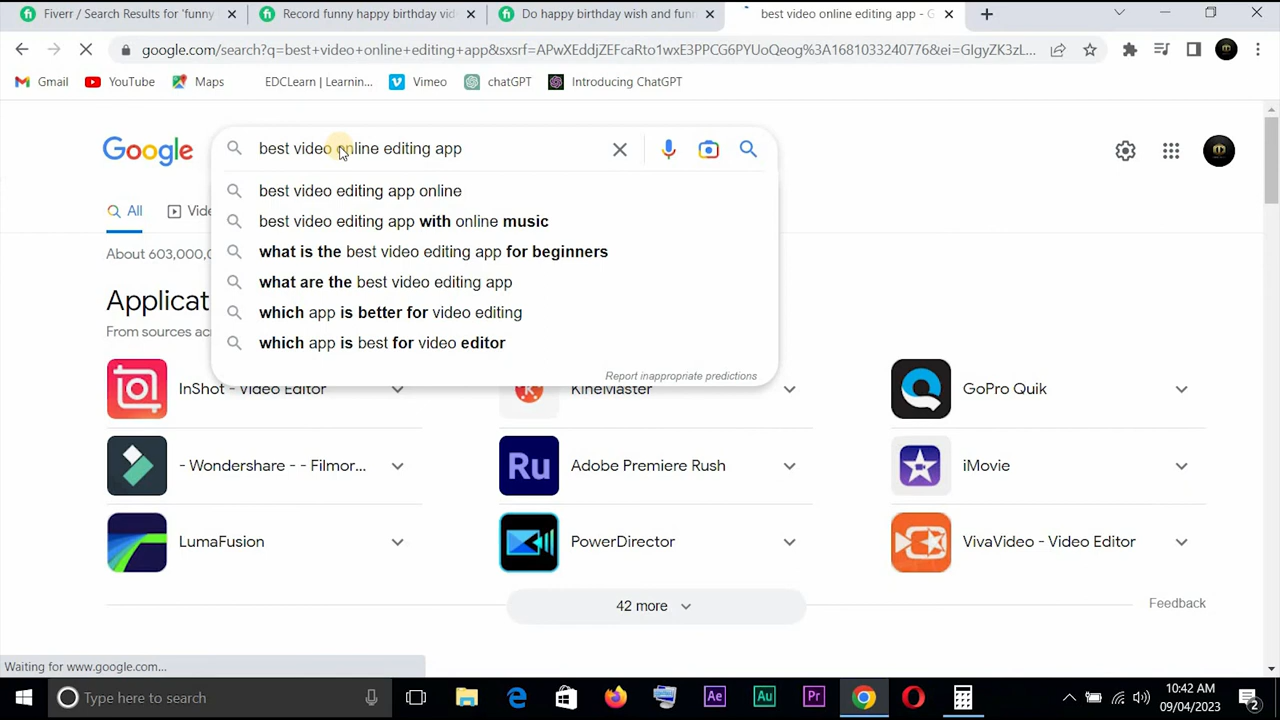 Fiverr / Search Results for 'funny
Record funny happy birthday vid
Do happy birthday wish and funn
best video online editing app - G
google.com/search?q=best+video+online+editing+app&sxsrf=APwXEddjZEFcaRto1wxE3PPCG6PYUoQeog%3A1681033240776&ei=GlgyZK3zL...
Gmail
YouTube
Maps
EDCLearn | Learnin...
Vimeo
chatGPT
Introducing ChatGPT
Google
best video online editing app
best video editing app online
best video editing app with online music
what is the best video editing app for beginners
what are the best video editing app
which app is better for video editing
which app is best for video editor
Report inappropriate predictions
All
Vide
About 603,000,0
Applicat
From sources ac
InShot - Video Editor
KineMaster
GoPro Quik
- Wondershare - - Filmor...
Ru
Adobe Premiere Rush
iMovie
LumaFusion
PowerDirector
VivaVideo - Video Editor
42 more
Feedback
Waiting for www.google.com...
Type here to search
Ae
Au
Pr
10:42 AM
09/04/2023
2